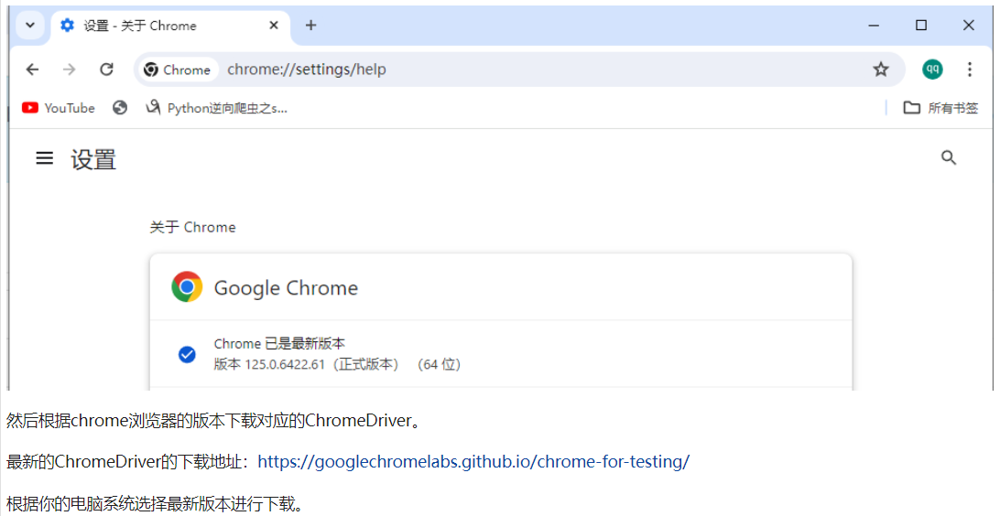 设置 - 关于 Chrome
Chrome chrome://settings/help qq
YouTube Python逆向爬虫之s... 所有书签
设置
关于 Chrome
Google Chrome
Chrome 已是最新版本
版本 125.0.6422.61（正式版本） （64 位）
然后根据chrome浏览器的版本下载对应的ChromeDriver。
最新的ChromeDriver的下载地址：https://googlechromelabs.github.io/chrome-for-testing/
根据你的电脑系统选择最新版本进行下载。